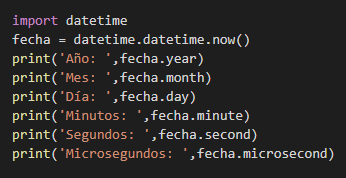 import datetime
fecha = datetime.datetime.now()
print('Año: ',fecha.year)
print('Mes: ',fecha.month)
print('Día: ',fecha.day)
print('Minutos: ',fecha.minute)
print('Segundos: ',fecha.second)
print('Microsegundos: ',fecha.microsecond)